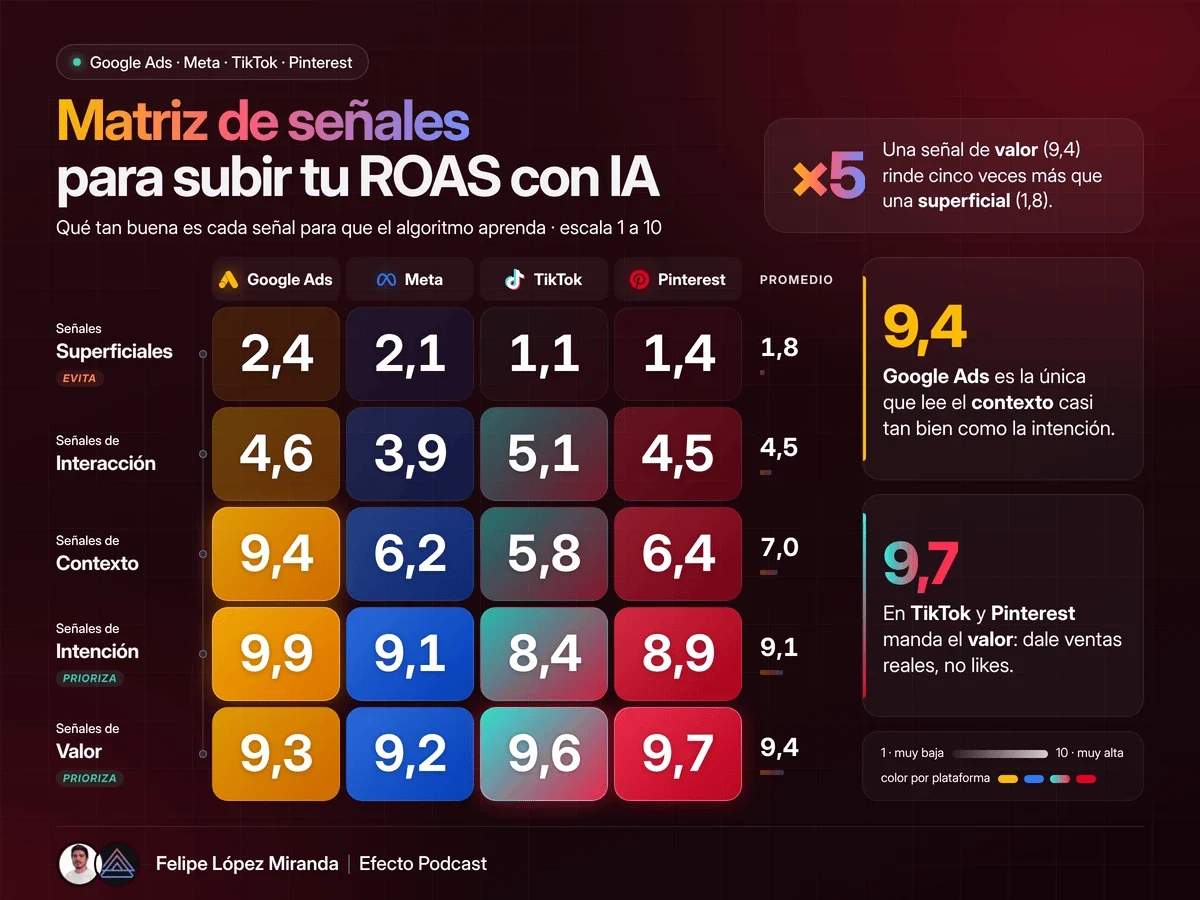 Google Ads · Meta · TikTok · Pinterest
Matriz de señales
para subir tu ROAS con IA
Qué tan buena es cada señal para que el algoritmo aprenda · escala 1 a 10
×5
Una señal de valor (9,4)
rinde cinco veces más que
una superficial (1,8).
Google Ads Meta TikTok Pinterest PROMEDIO
Señales
Superficiales
EVITA
2,4 2,1 1,1 1,4 1,8
Señales de
Interacción
4,6 3,9 5,1 4,5 4,5
Señales de
Contexto
9,4 6,2 5,8 6,4 7,0
Señales de
Intención
PRIORIZA
9,9 9,1 8,4 8,9 9,1
Señales de
Valor
PRIORIZA
9,3 9,2 9,6 9,7 9,4
9,4
Google Ads es la única
que lee el contexto casi
tan bien como la intención.
9,7
En TikTok y Pinterest
manda el valor: dale ventas
reales, no likes.
1 · muy baja 10 · muy alta
color por plataforma
Felipe López Miranda | Efecto Podcast